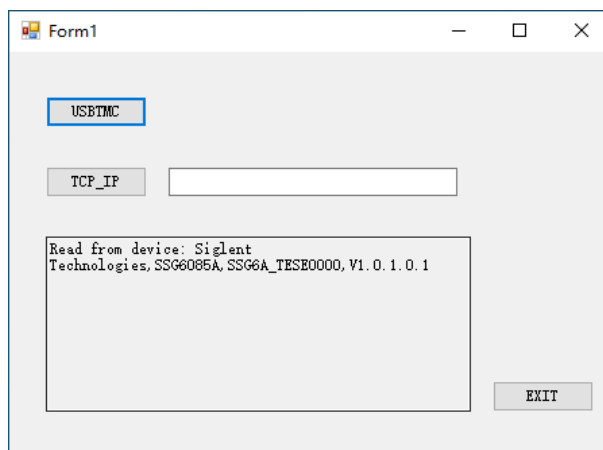 Form1
USBTMC
TCP_IP
Read from device: Siglent
Technologies,SSG6085A,SSG6A_TESE0000,V1.0.1.0.1
EXIT